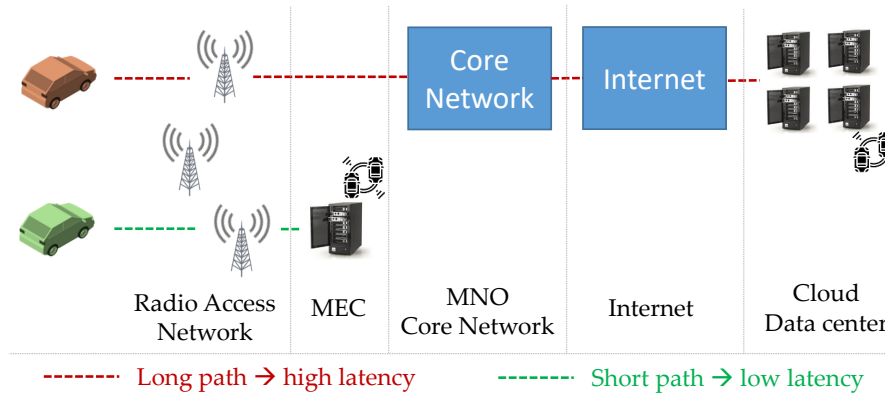 Core
Network
Internet
Radio Access
Network
MEC
MNO
Core Network
Internet
Cloud
Data center
Long path → high latency
Short path → low latency